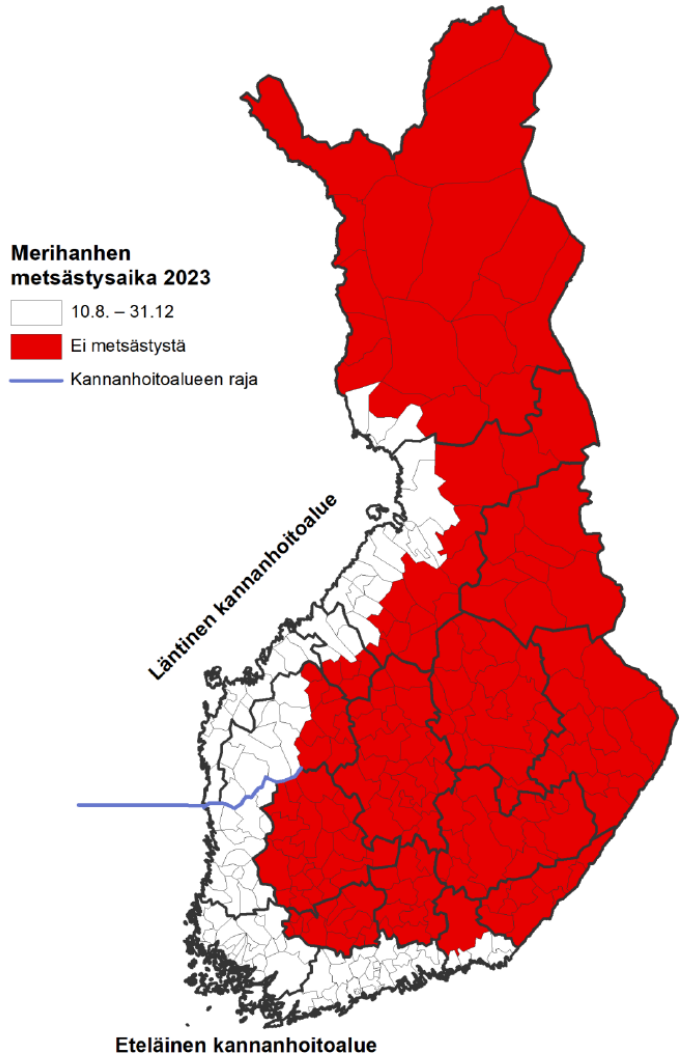 Merihanhen
metsästysaika 2023
10.8. – 31.12
Ei metsästystä
Kannanhoitoalueen raja
Läntinen kannanhoitoalue
Eteläinen kannanhoitoalue